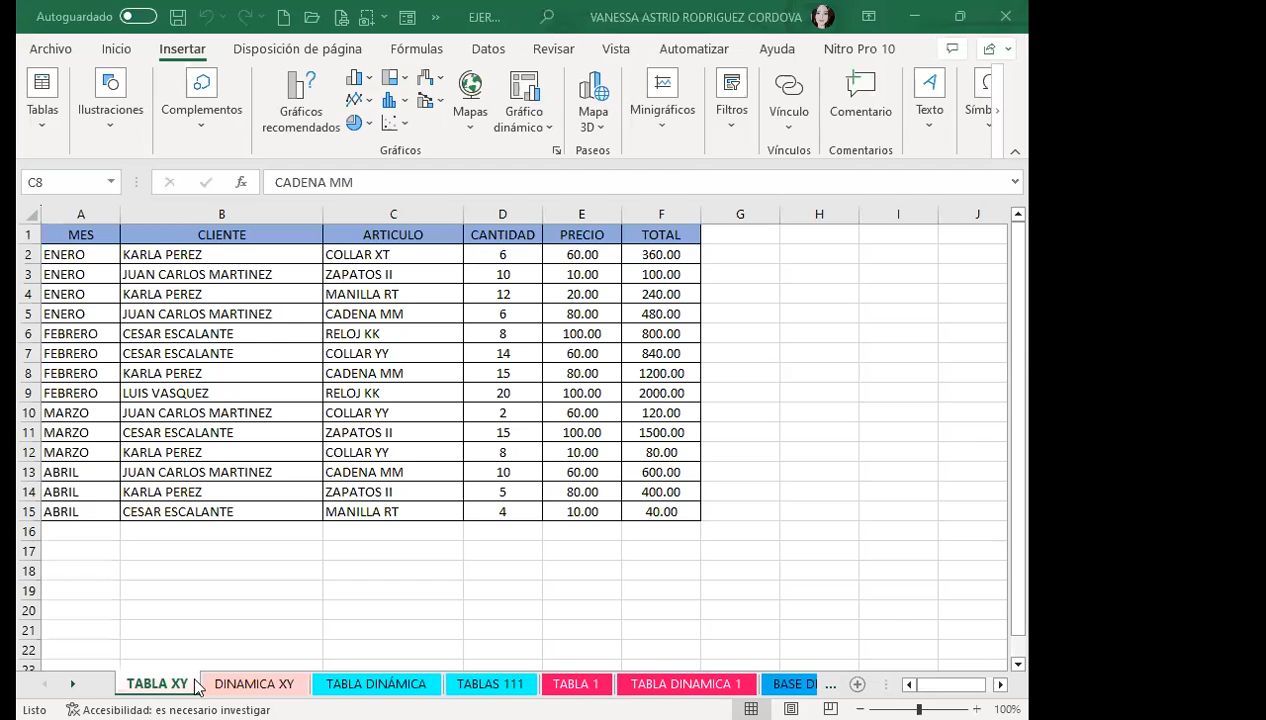 Autoguardado EJER... VANESSA ASTRID RODRIGUEZ CORDOVA
Archivo Inicio Insertar Disposición de página Fórmulas Datos Revisar Vista Automatizar Ayuda Nitro Pro 10
Tablas Ilustraciones Complementos Gráficos recomendados Mapas Gráfico dinámico Mapa 3D Minigráficos Filtros Vínculo Comentario Texto Símb
Gráficos Paseos Vínculos Comentarios
C8 fx CADENA MM
A B C D E F G H I J
1 MES CLIENTE ARTICULO CANTIDAD PRECIO TOTAL
2 ENERO KARLA PEREZ COLLAR XT 6 60.00 360.00
3 ENERO JUAN CARLOS MARTINEZ ZAPATOS II 10 10.00 100.00
4 ENERO KARLA PEREZ MANILLA RT 12 20.00 240.00
5 ENERO JUAN CARLOS MARTINEZ CADENA MM 6 80.00 480.00
6 FEBRERO CESAR ESCALANTE RELOJ KK 8 100.00 800.00
7 FEBRERO CESAR ESCALANTE COLLAR YY 14 60.00 840.00
8 FEBRERO KARLA PEREZ CADENA MM 15 80.00 1200.00
9 FEBRERO LUIS VASQUEZ RELOJ KK 20 100.00 2000.00
10 MARZO JUAN CARLOS MARTINEZ COLLAR YY 2 60.00 120.00
11 MARZO CESAR ESCALANTE ZAPATOS II 15 100.00 1500.00
12 MARZO KARLA PEREZ COLLAR YY 8 10.00 80.00
13 ABRIL JUAN CARLOS MARTINEZ CADENA MM 10 60.00 600.00
14 ABRIL KARLA PEREZ ZAPATOS II 5 80.00 400.00
15 ABRIL CESAR ESCALANTE MANILLA RT 4 10.00 40.00
16
17
18
19
20
21
22
23
TABLA XY DINAMICA XY TABLA DINÁMICA TABLAS 111 TABLA 1 TABLA DINAMICA 1 BASE DI ...
Listo Accesibilidad: es necesario investigar 100%